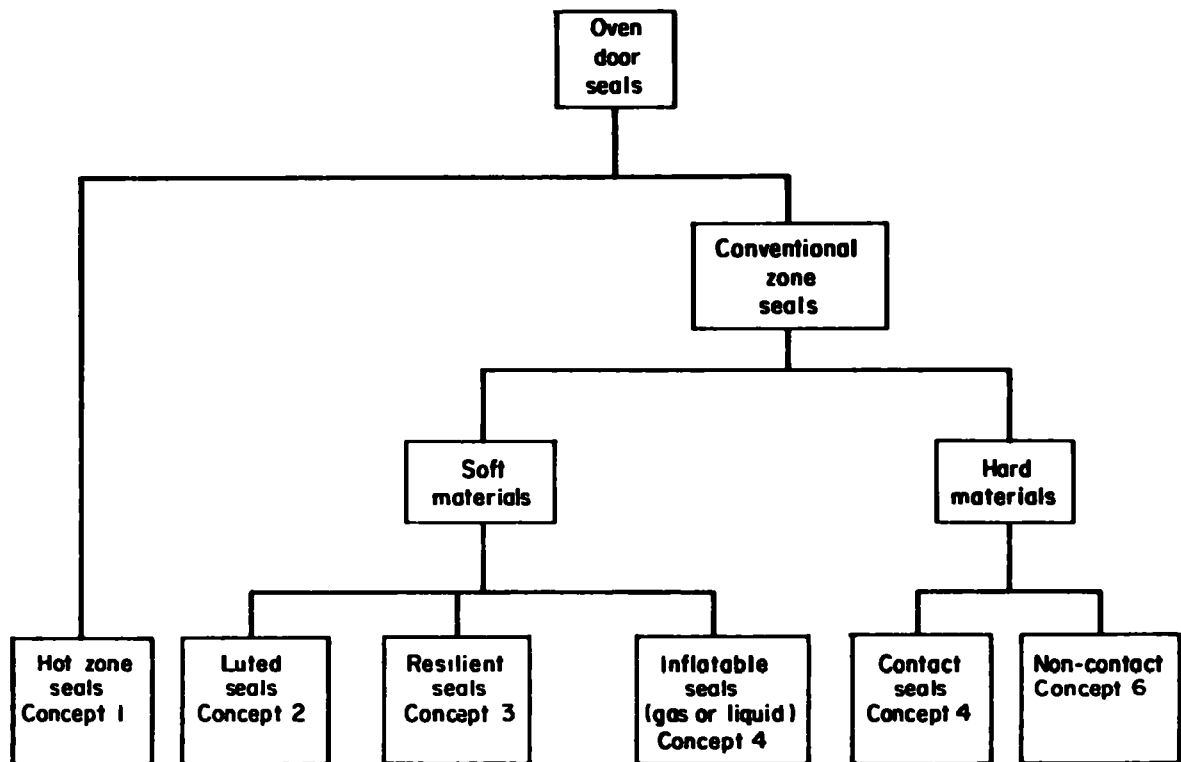 Oven
door
seals
Conventional
zone
seals
Soft
materials
Hard
materials
Hot zone
seals
Concept 1
Luted
seals
Concept 2
Resilient
seals
Concept 3
Inflatable
seals
(gas or liquid)
Concept 4
Contact
seals
Concept 4
Non-contact
Concept 6